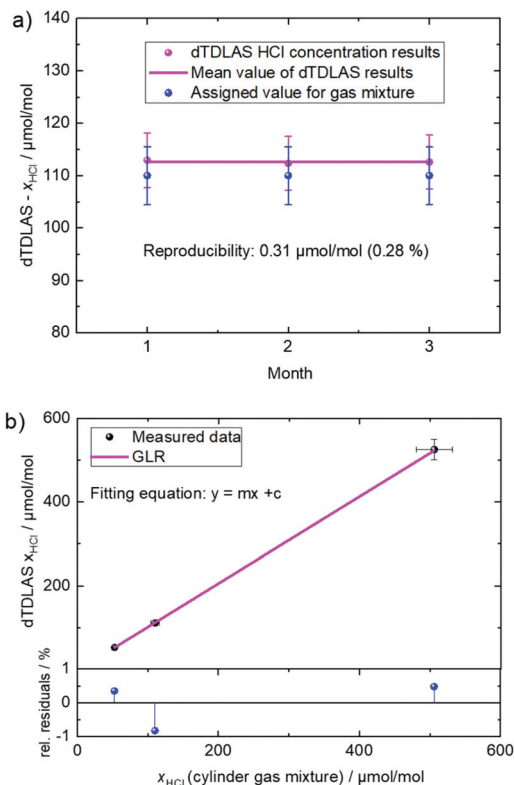 a)
140
130
120
110
100
90
80
dTDLAS - xHCl / µmol/mol
dTDLAS HCl concentration results
Mean value of dTDLAS results
Assigned value for gas mixture
Reproducibility: 0.31 µmol/mol (0.28 %)
1
2
3
Month
b)
600
400
200
dTDLAS xHCl / µmol/mol
Measured data
GLR
Fitting equation: y = mx +c
1
0
-1
rel. residuals / %
0
200
400
600
xHCl(cylinder gas mixture) / µmol/mol